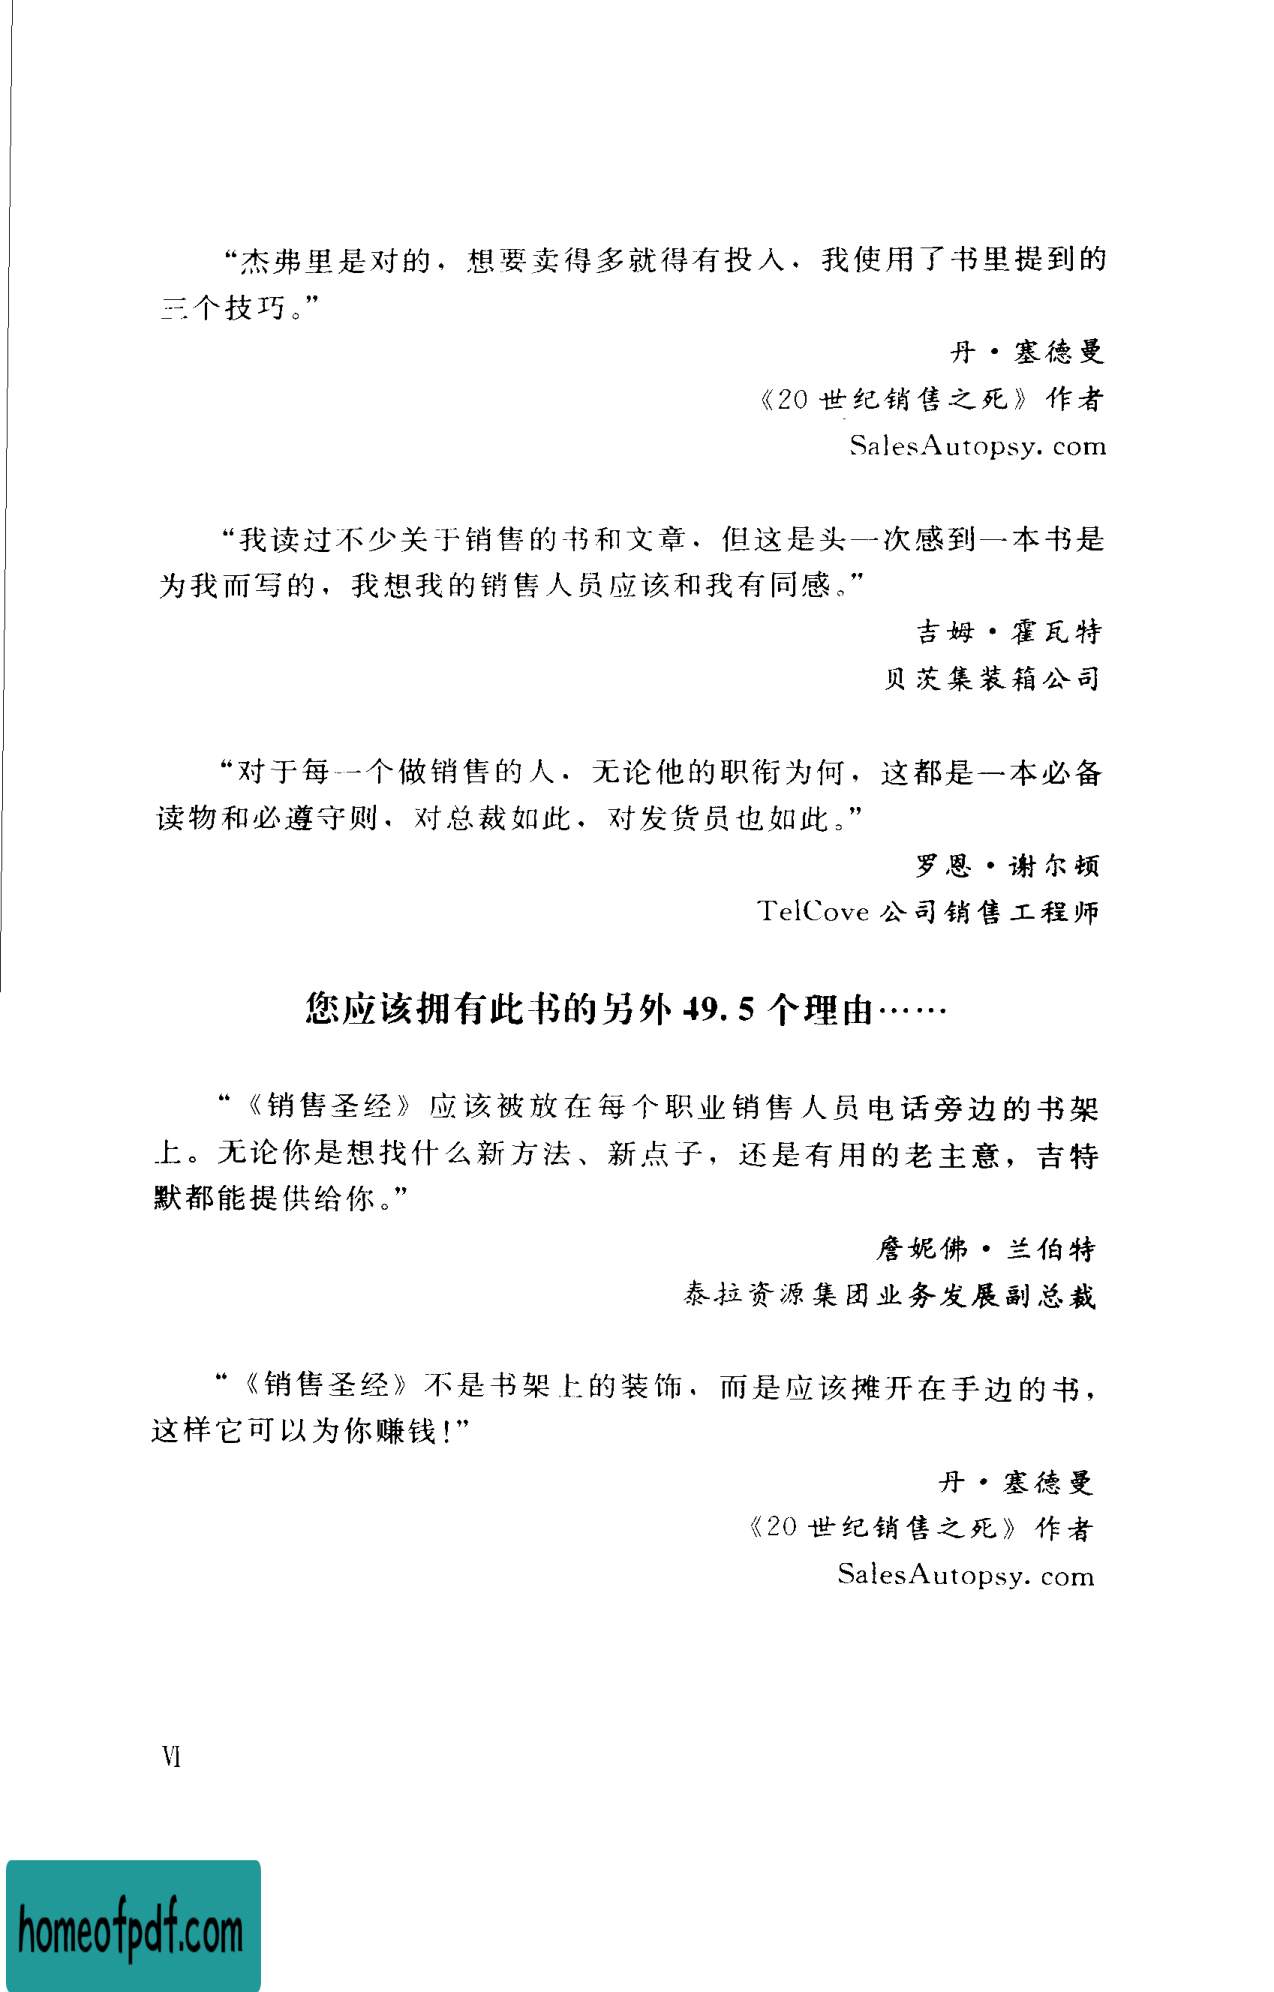 “杰弗里是对的，想要卖得多就得有投入，我使用了书里提到的
三个技巧。”
丹·塞德曼
《20 世纪销售之死》作者
SalesAutopsy. com
“我读过不少关于销售的书和文章，但这是头一次感到一本书是
为我而写的，我想我的销售人员应该和我有同感。”
吉姆·霍瓦特
贝茨集装箱公司
“对于每一个做销售的人，无论他的职衔为何，这都是一本必备
读物和必遵守则，对总裁如此，对发货员也如此。”
罗恩·谢尔顿
TelCove 公司销售工程师
您应该拥有此书的另外 49. 5 个理由……
“《销售圣经》应该被放在每个职业销售人员电话旁边的书架
上。无论你是想找什么新方法、新点子，还是有用的老主意，吉特
默都能提供给你。”
詹妮佛·兰伯特
泰拉资源集团业务发展副总裁
“《销售圣经》不是书架上的装饰，而是应该摊开在手边的书，
这样它可以为你赚钱！”
丹·塞德曼
《20 世纪销售之死》作者
SalesAutopsy. com
Ⅵ
homeofpdf.com